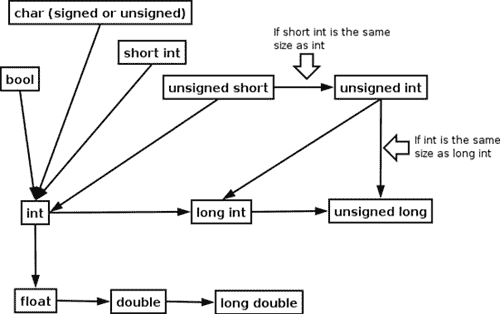 char (signed or unsigned)
short int
If short int is the same
size as int
bool
unsigned short
unsigned int
If int is the same
size as long int
int
long int
unsigned long
float
double
long double